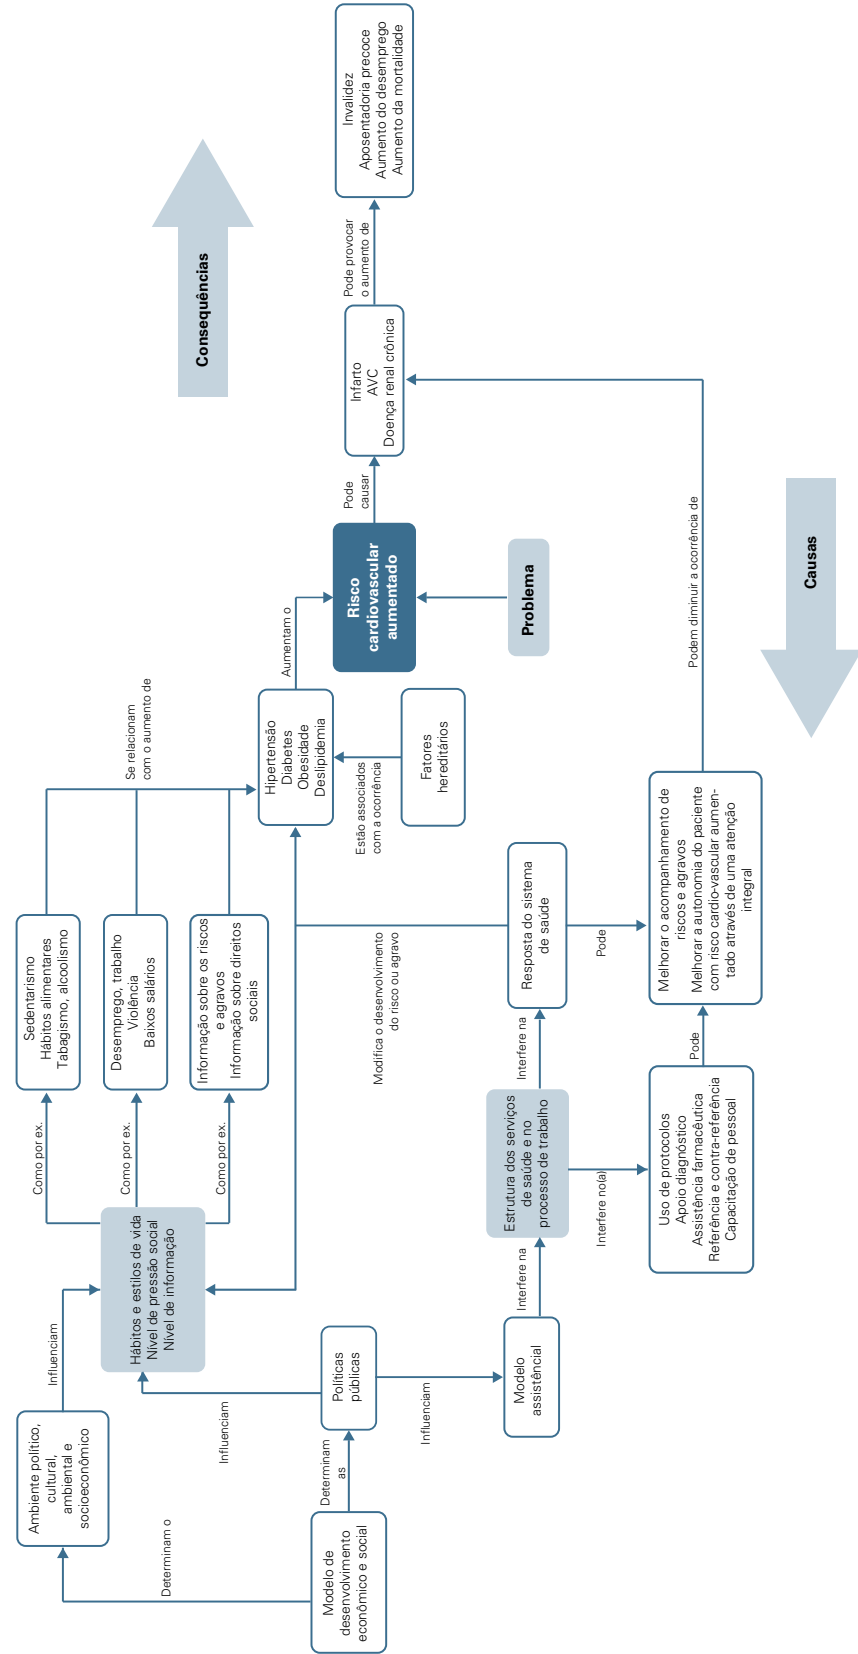 Modelo de
desenvolvimento
econômico e social
Determinam o
Ambiente político,
cultural,
ambiental e
socioeconômico
Influenciam
Determinam
as
Políticas
públicas
Influenciam
Influenciam
Hábitos e estilos de vida
Nível de pressão social
Nível de informação
Como por ex.
Como por ex.
Como por ex.
Sedentarismo
Hábitos alimentares
Tabagismo, alcoolismo
Desemprego, trabalho
Violência
Baixos salários
Informação sobre os riscos
e agravos
Informação sobre direitos
sociais
Se relacionam
com o aumento de
Modelo
assistêncial
Interfere na
Estrutura dos serviços
de saúde e no
processo de trabalho
Interfere na
Interfere no(a)
Resposta do sistema
de saúde
Modifica o desenvolvimento
do risco ou agravo
Pode
Uso de protocolos
Apoio diagnóstico
Assistência farmacêutica
Referência e contra-referência
Capacitação de pessoal
Pode
Melhorar o acompanhamento de
riscos e agravos
Melhorar a autonomia do paciente
com risco cardio-vascular aumen-
tado através de uma atenção
integral
Podem diminuir a ocorrência de
Hipertensão
Diabetes
Obesidade
Deslipidemia
Estão associados
com a ocorrência
Fatores
hereditários
Aumentam o
Risco
cardiovascular
aumentado
Problema
Pode
causar
Infarto
AVC
Doença renal crônica
Pode provocar
o aumento de
Invalidez
Aposentadoria precoce
Aumento do desemprego
Aumento da mortalidade
Consequências
Causas